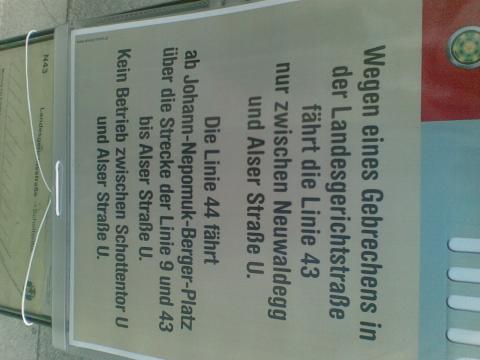 Wegen eines Gebrechens in
der Landesgerichtstraße
fährt die Linie 43
nur zwischen Neuwaldegg
und Alser Straße U.
Die Linie 44 fährt
ab Johann-Nepomuk-Berger-Platz
über die Strecke der Linie 9 und 43
bis Alser Straße U.
Kein Betrieb zwischen Schottentor U
und Alser Straße U.
N43